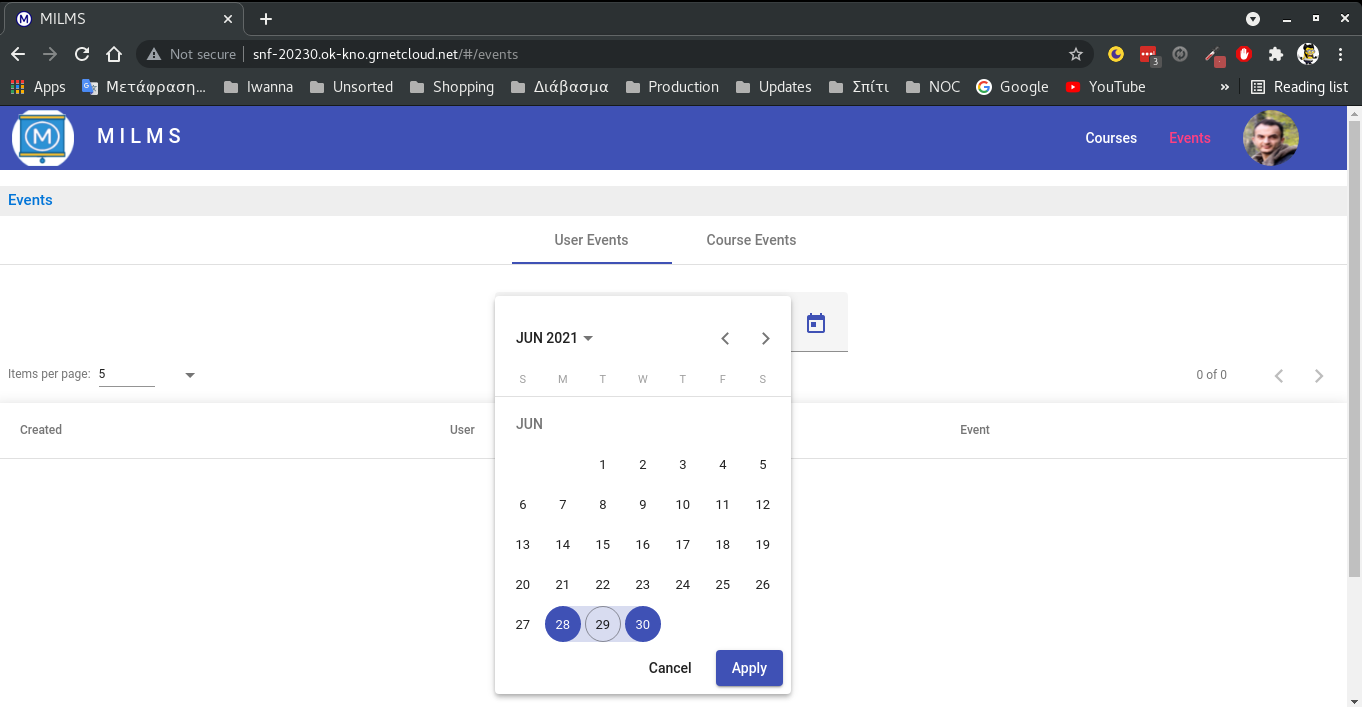 MILMS
Not secure snf-20230.ok-kno.grnetcloud.net/#/events
3
Apps Μετάφραση... Iwanna Unsorted Shopping Διάβασμα Production Updates Σπίτι NOC Google YouTube » Reading list
M MILMS Courses Events
Events
User Events Course Events
JUN 2021
Items per page: 5 0 of 0
S M T W T F S
Created User Event
JUN
1 2 3 4 5
6 7 8 9 10 11 12
13 14 15 16 17 18 19
20 21 22 23 24 25 26
27 28 29 30
Cancel Apply